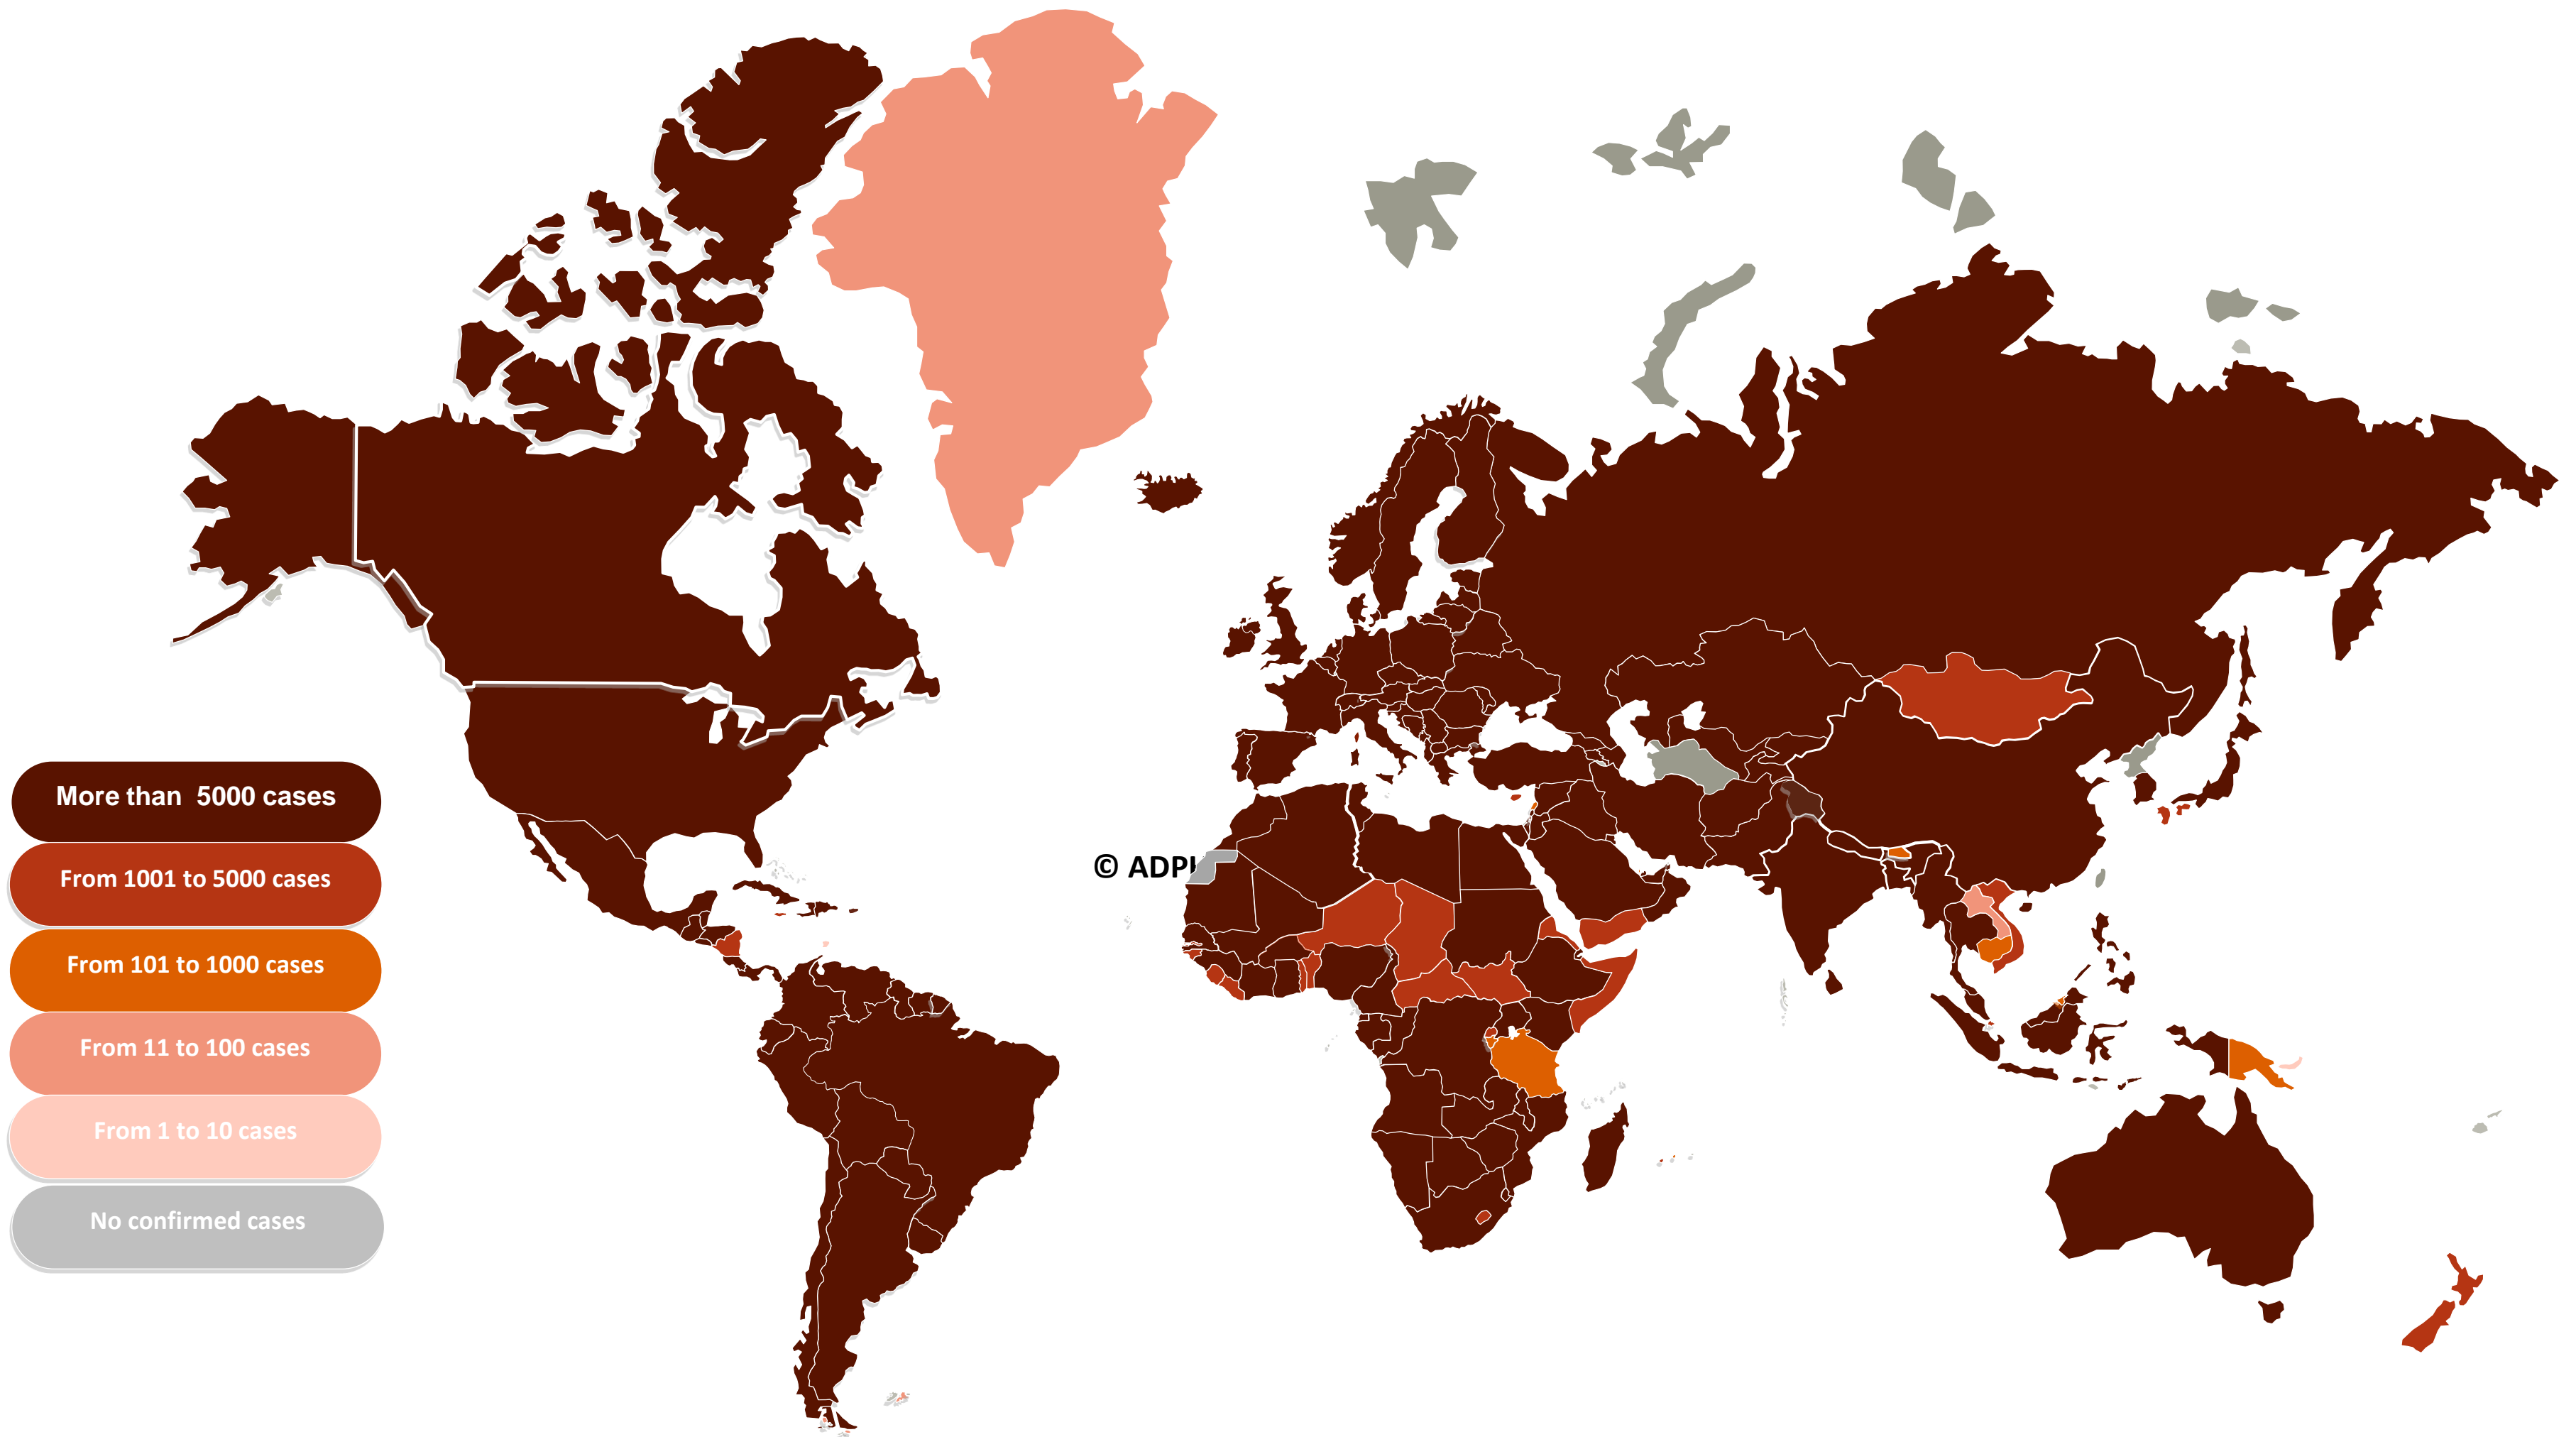 © ADPH
More than  5000 cases
From 1001 to 5000 cases
From 101 to 1000 cases
From 11 to 100 cases
From 1 to 10 cases
No confirmed cases